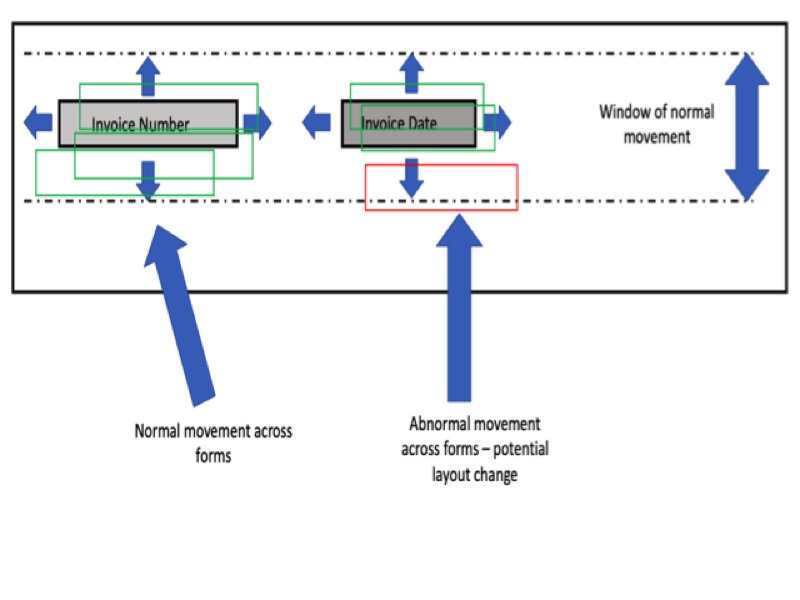 Invoice Number
Invoice Date
Window of normal
movement
Normal movement across
forms
Abnormal movement
across forms – potential
layout change